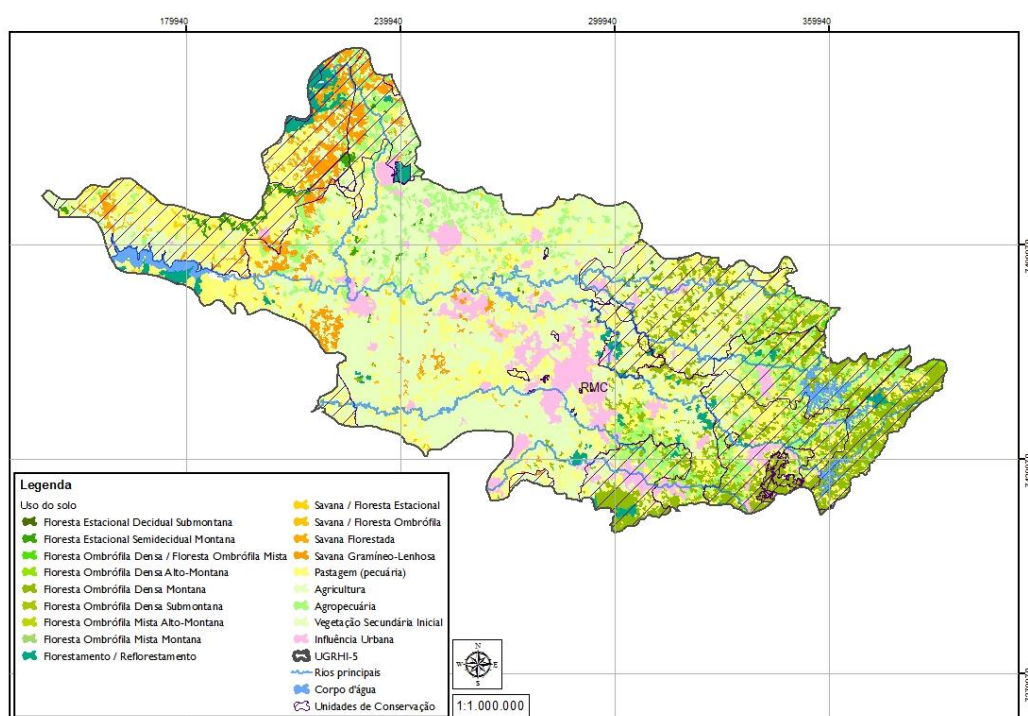 179940 239940 299940 359940
RMC
Legenda
Uso do solo
Floresta Estacional Decidual Submontana
Floresta Estacional Semidecidual Montana
Floresta Ombrófila Densa / Floresta Ombrófila Mista
Floresta Ombrófila Densa Alto-Montana
Floresta Ombrófila Densa Montana
Floresta Ombrófila Densa Submontana
Floresta Ombrófila Mista Alto-Montana
Floresta Ombrófila Mista Montana
Florestamento / Reflorestamento
Savana / Floresta Estacional
Savana / Floresta Ombrófila
Savana Florestada
Savana Gramíneo-Lenhosa
Pastagem (pecuária)
Agricultura
Agropecuária
Vegetação Secundária Inicial
Influência Urbana
UGRHI-5
Rios principais
Corpo d'água
Unidades de Conservação
N
W E
S
1:1.000.000